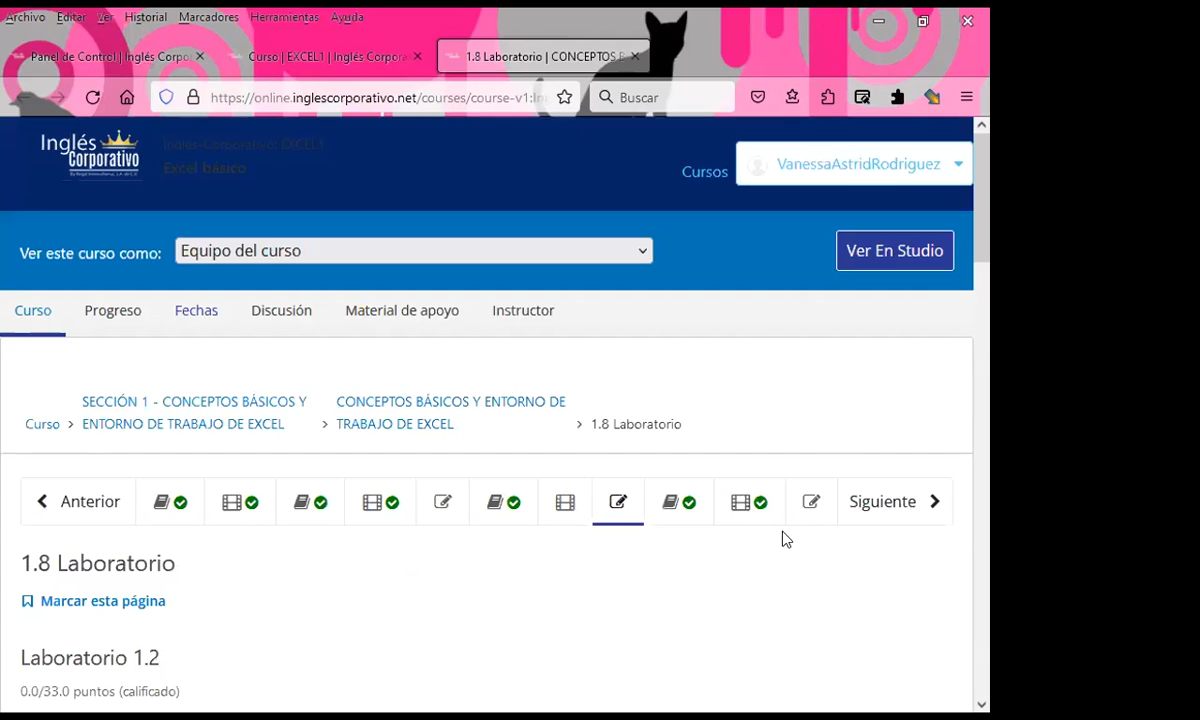 Archivo Editar Ver Historial Marcadores Herramientas Ayuda
Panel de Control | Inglés Corpo
Curso | EXCEL1 | Inglés Corpora
1.8 Laboratorio | CONCEPTOS B
https://online.inglescorporativo.net/courses/course-v1:In
Buscar
Inglés
Corporativo
Excel básico
Cursos
VanessaAstridRodriguez
Ver este curso como:
Equipo del curso
Ver En Studio
Curso
Progreso
Fechas
Discusión
Material de apoyo
Instructor
Curso > SECCIÓN 1 - CONCEPTOS BÁSICOS Y ENTORNO DE TRABAJO DE EXCEL > CONCEPTOS BÁSICOS Y ENTORNO DE TRABAJO DE EXCEL > 1.8 Laboratorio
Anterior
Siguiente
1.8 Laboratorio
Marcar esta página
Laboratorio 1.2
0.0/33.0 puntos (calificado)